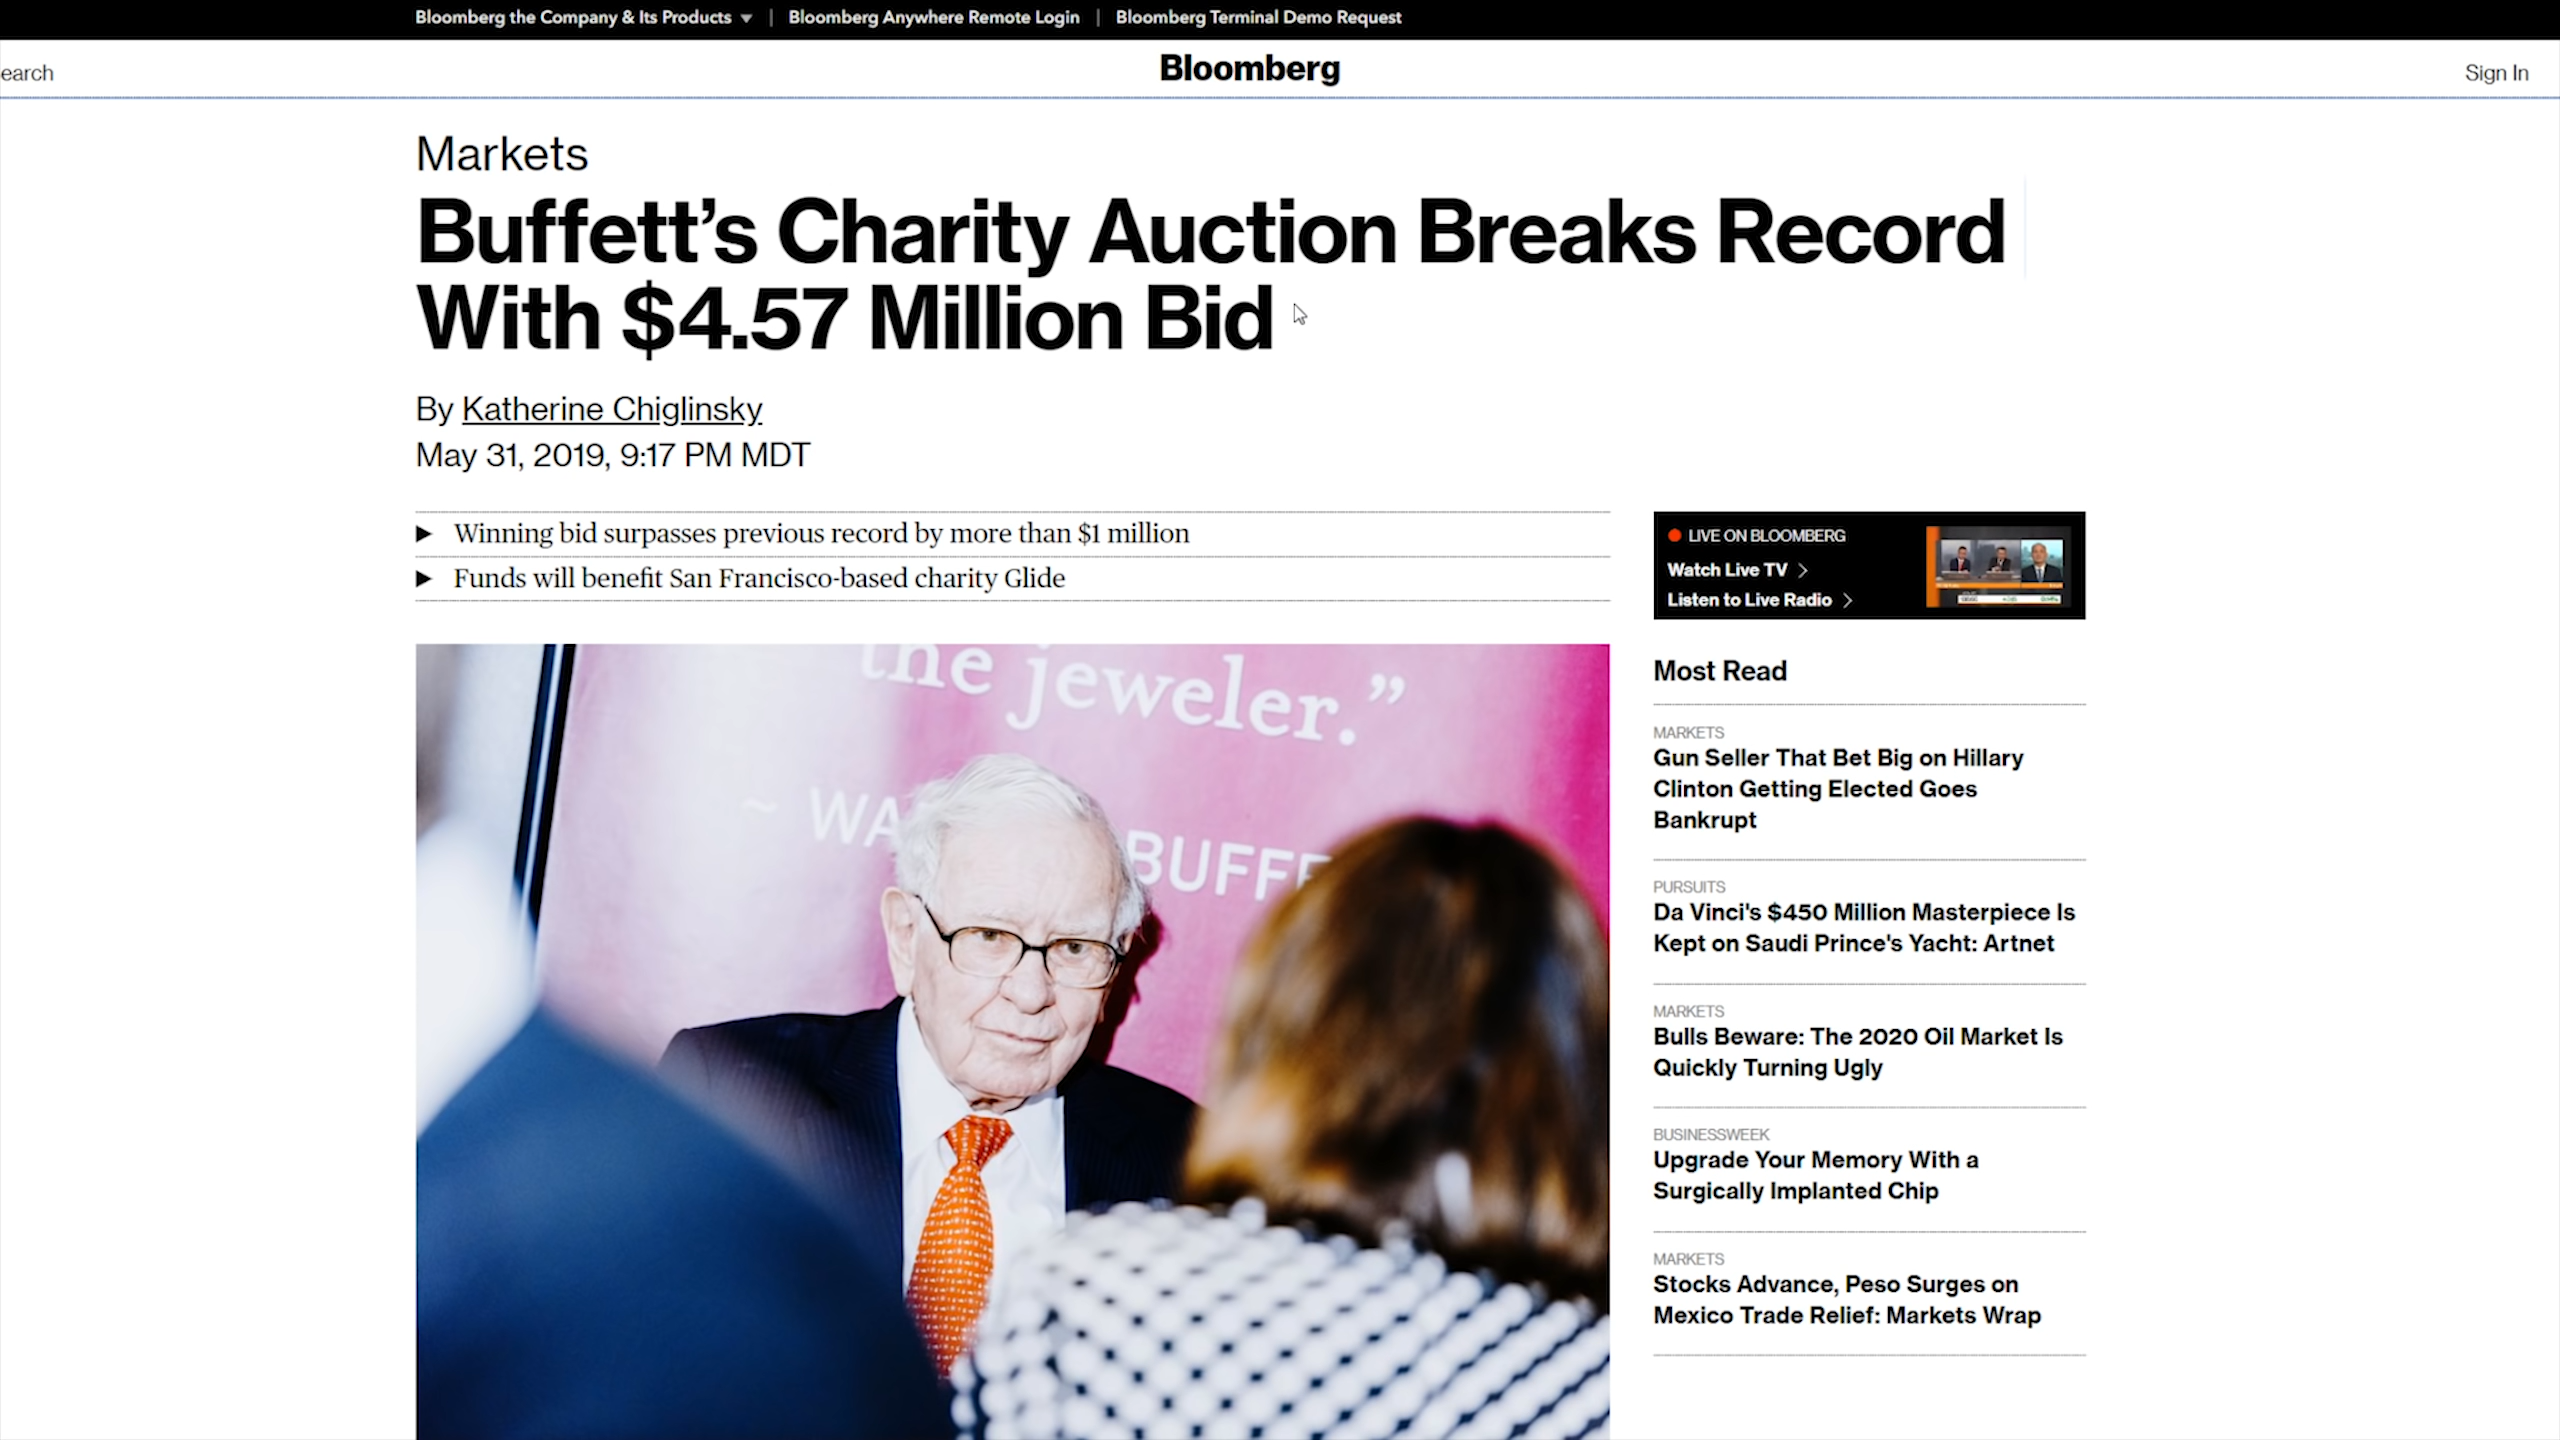 Bloomberg the Company & Its Products ▼ | Bloomberg Anywhere Remote Login | Bloomberg Terminal Demo Request
earch
Bloomberg
Sign In
Markets
Buffett’s Charity Auction Breaks Record
With $4.57 Million Bid
By Katherine Chiglinsky
May 31, 2019, 9:17 PM MDT
Winning bid surpasses previous record by more than $1 million
Funds will benefit San Francisco-based charity Glide
the jeweler.”
~ WA BUFFE
LIVE ON BLOOMBERG
Watch Live TV >
Listen to Live Radio >
Most Read
MARKETS
Gun Seller That Bet Big on Hillary
Clinton Getting Elected Goes
Bankrupt
PURSUITS
Da Vinci's $450 Million Masterpiece Is
Kept on Saudi Prince's Yacht: Artnet
MARKETS
Bulls Beware: The 2020 Oil Market Is
Quickly Turning Ugly
BUSINESSWEEK
Upgrade Your Memory With a
Surgically Implanted Chip
MARKETS
Stocks Advance, Peso Surges on
Mexico Trade Relief: Markets Wrap